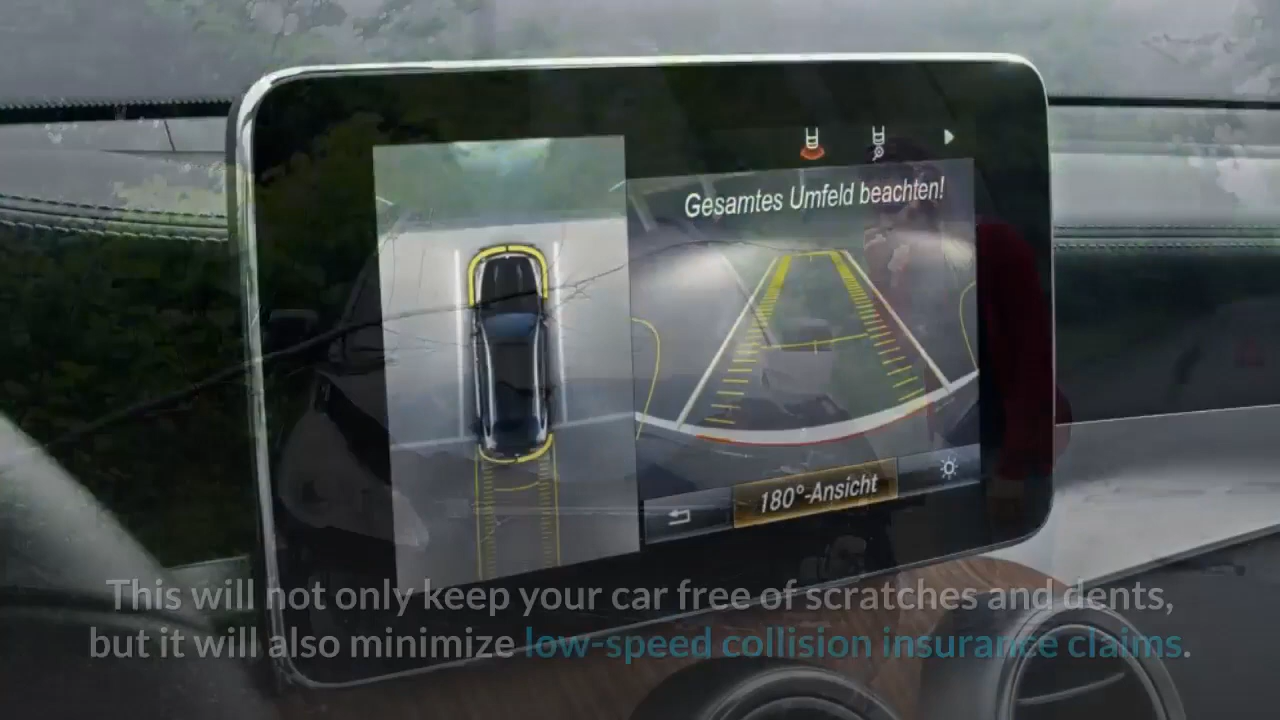 Gesamtes Umfeld beachten!
180°-Ansicht
This will not only keep your car free of scratches and dents,
but it will also minimize low-speed collision insurance claims.